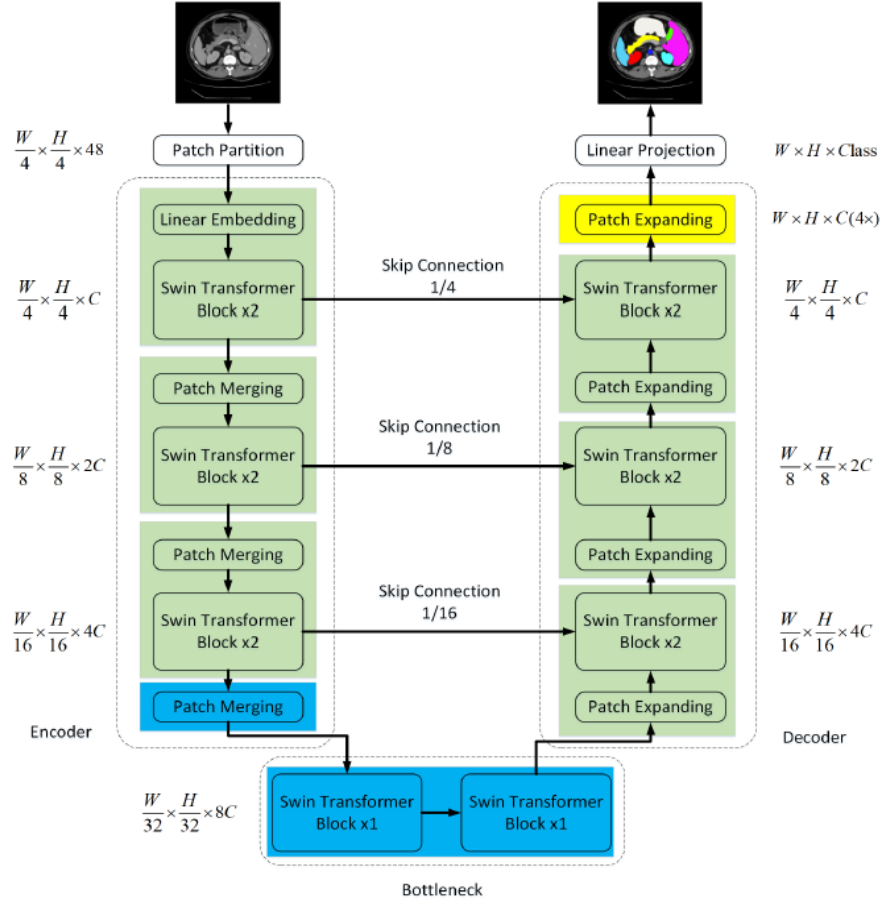 W/4 × H/4 × 48
Patch Partition
Linear Projection
W × H × Class
Linear Embedding
Patch Expanding
W × H × C(4×)
W/4 × H/4 × C
Swin Transformer
Block x2
Skip Connection
1/4
Swin Transformer
Block x2
W/4 × H/4 × C
Patch Merging
Patch Expanding
W/8 × H/8 × 2C
Swin Transformer
Block x2
Skip Connection
1/8
Swin Transformer
Block x2
W/8 × H/8 × 2C
Patch Merging
Patch Expanding
W/16 × H/16 × 4C
Swin Transformer
Block x2
Skip Connection
1/16
Swin Transformer
Block x2
W/16 × H/16 × 4C
Patch Merging
Patch Expanding
Encoder
Decoder
W/32 × H/32 × 8C
Swin Transformer
Block x1
Swin Transformer
Block x1
Bottleneck